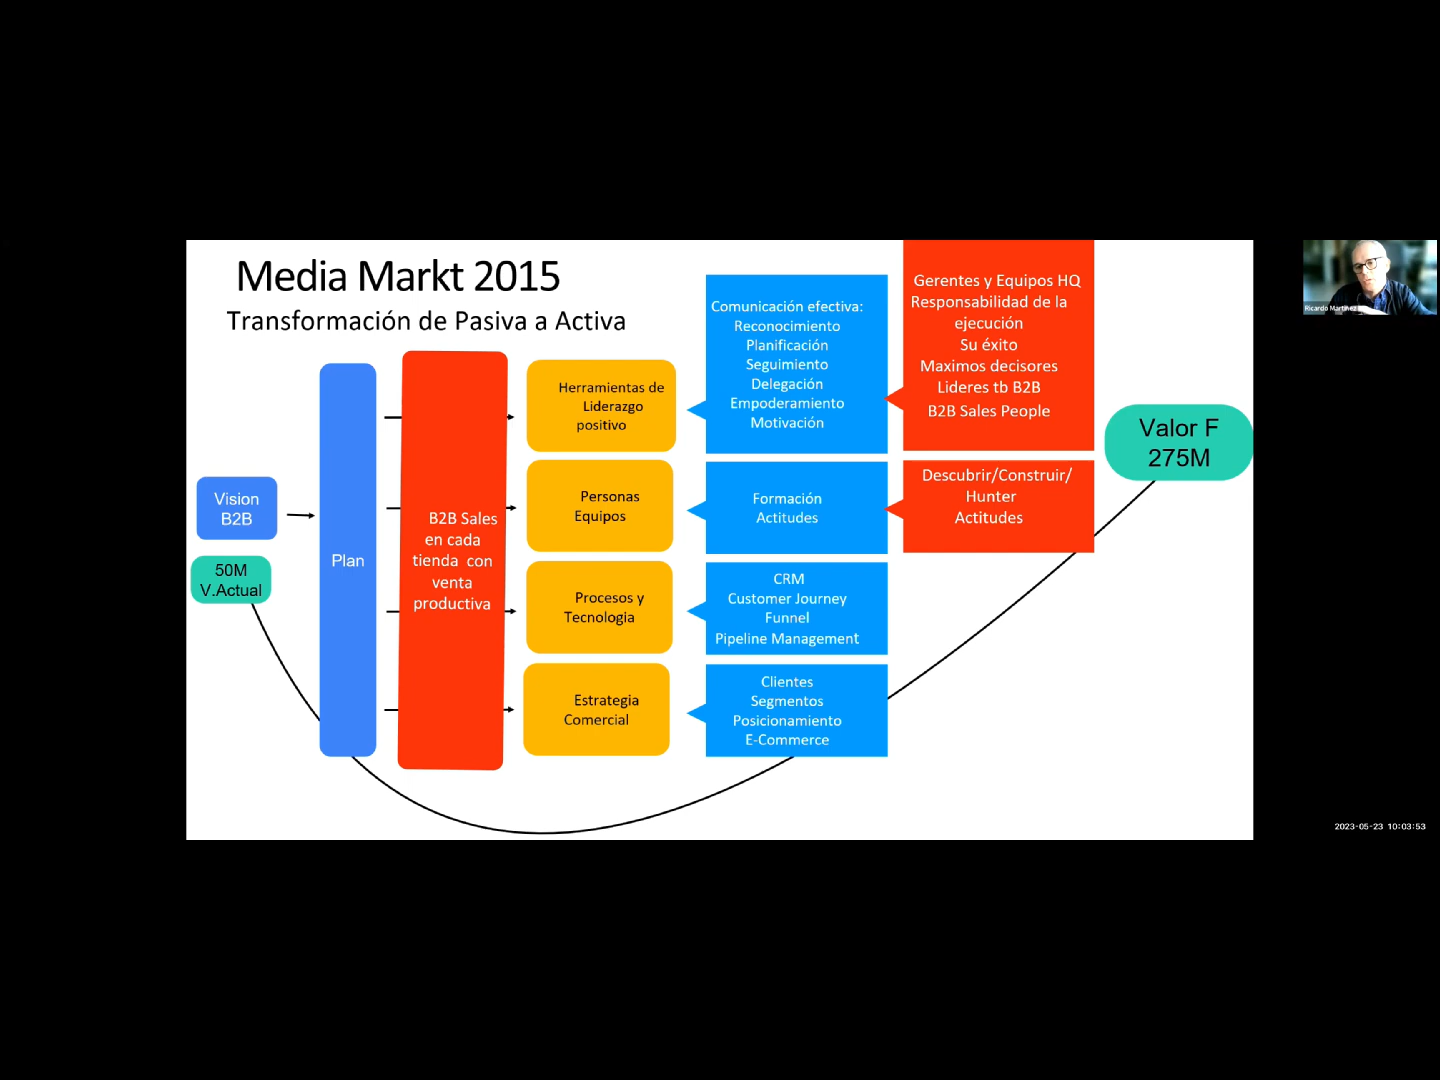 Media Markt 2015
Transformación de Pasiva a Activa
Vision
B2B
50M
V.Actual
Plan
B2B Sales
en cada
tienda con
venta
productiva
Herramientas de
Liderazgo
positivo
Personas
Equipos
Procesos y
Tecnologia
Estrategia
Comercial
Comunicación efectiva:
Reconocimiento
Planificación
Seguimiento
Delegación
Empoderamiento
Motivación
Formación
Actitudes
CRM
Customer Journey
Funnel
Pipeline Management
Clientes
Segmentos
Posicionamiento
E-Commerce
Gerentes y Equipos HQ
Responsabilidad de la
ejecución
Su éxito
Maximos decisores
Lideres tb B2B
B2B Sales People
Descubrir/Construir/
Hunter
Actitudes
Valor F
275M
Ricardo Martinez
2023-05-23 10:03:53